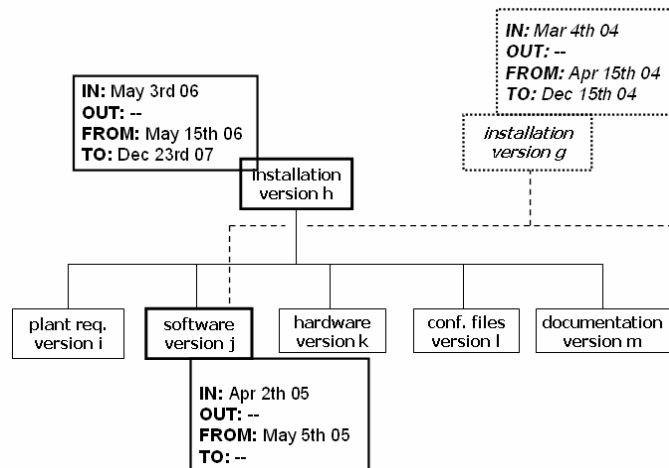 IN: Mar 4th 04
OUT: --
FROM: Apr 15th 04
TO: Dec 15th 04
installation
version g
IN: May 3rd 06
OUT: --
FROM: May 15th 06
TO: Dec 23rd 07
installation
version h
plant req.
version i
software
version j
hardware
version k
conf. files
version l
documentation
version m
IN: Apr 2th 05
OUT: --
FROM: May 5th 05
TO: --